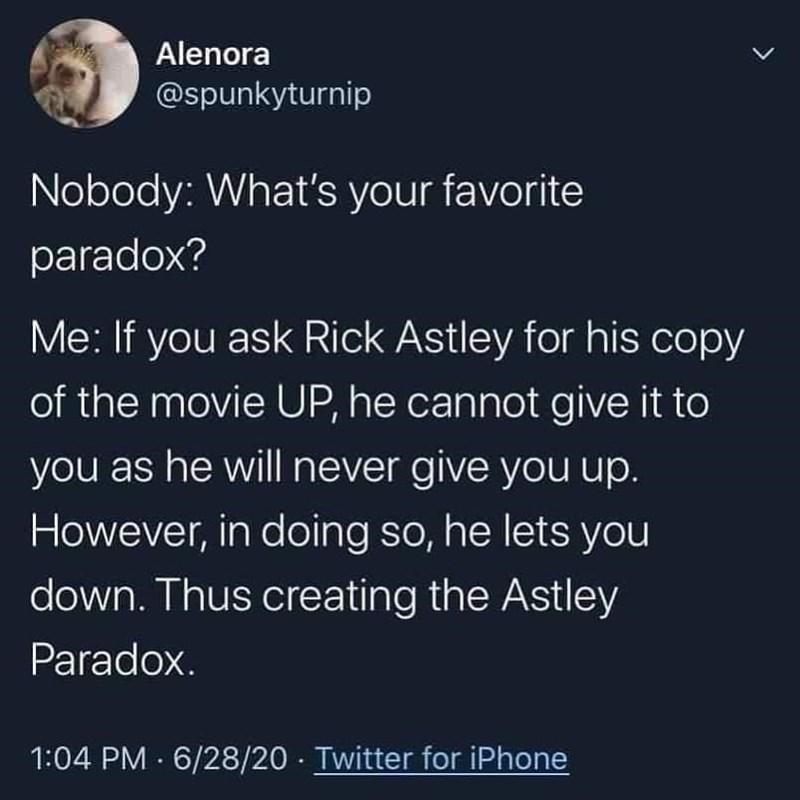 Alenora
@spunkyturnip
Nobody: What's your favorite
paradox?
Me: If you ask Rick Astley for his copy
of the movie UP, he cannot give it to
you as he will never give you up.
However, in doing so, he lets you
down. Thus creating the Astley
Paradox.
1:04 PM · 6/28/20 · Twitter for iPhone